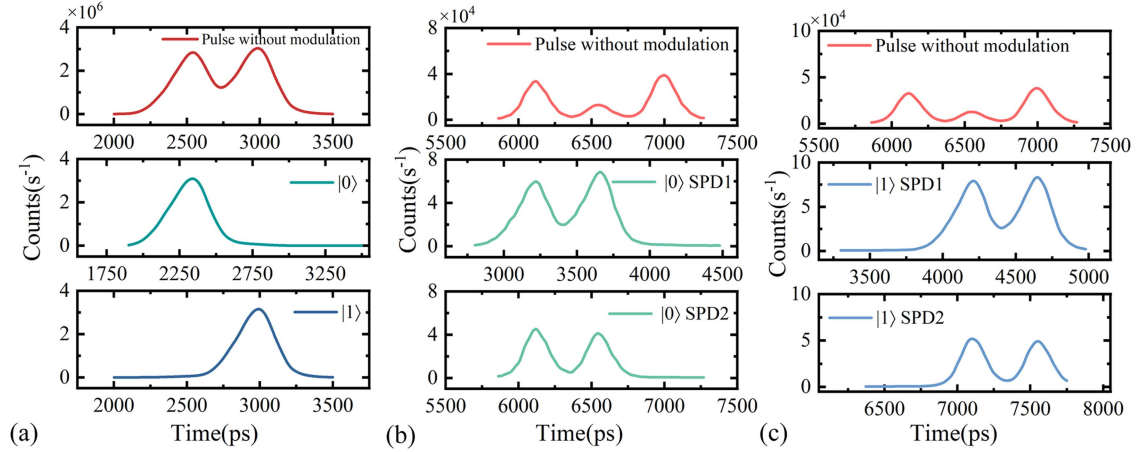 ×10⁶
4
2
0
Pulse without modulation
2000 2500 3000 3500
4
2
0
|0⟩
1750 2250 2750 3250
4
2
0
|1⟩
2000 2500 3000 3500
Counts(s⁻¹)
Time(ps)
(a)
×10⁴
8
4
0
Pulse without modulation
5500 6000 6500 7000 7500
8
4
0
|0⟩ SPD1
3000 3500 4000 4500
8
4
0
|0⟩ SPD2
5500 6000 6500 7000 7500
Counts(s⁻¹)
Time(ps)
(b)
×10⁴
10
5
0
Pulse without modulation
5500 6000 6500 7000 7500
10
5
0
|1⟩ SPD1
3500 4000 4500 5000
10
5
0
|1⟩ SPD2
6500 7000 7500 8000
Counts(s⁻¹)
Time(ps)
(c)